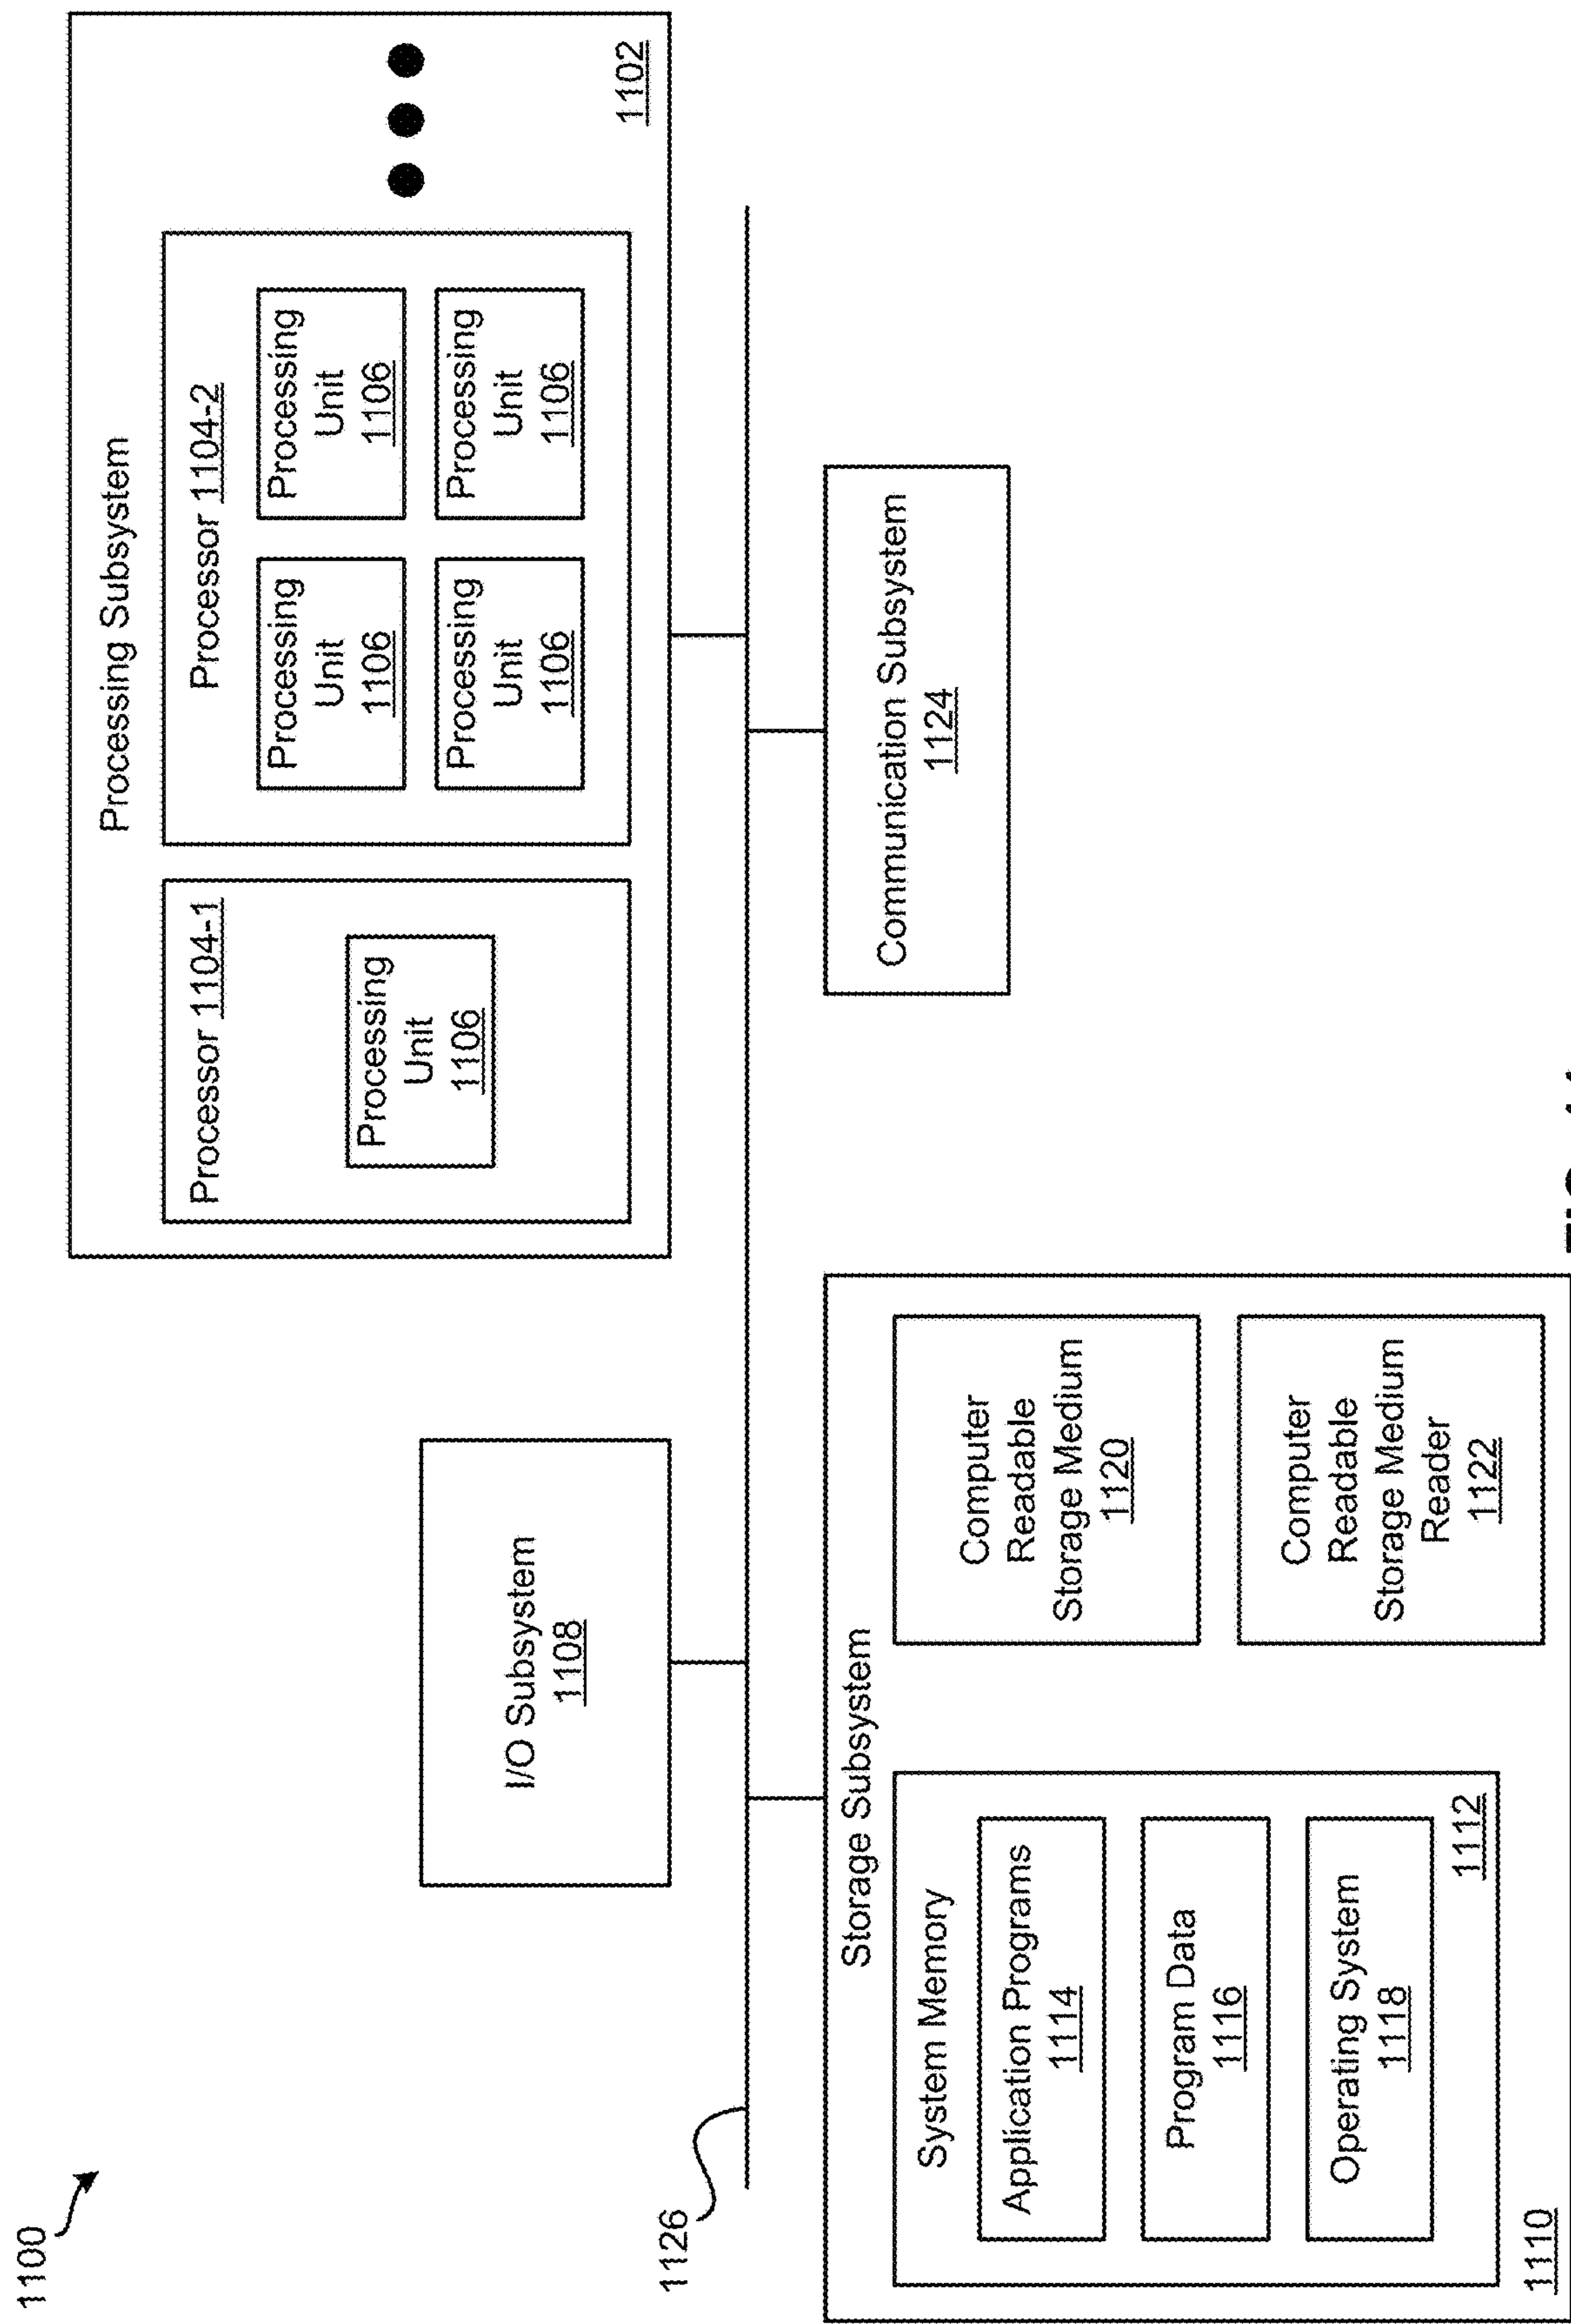 1100
Processing Subsystem
Processor 1104-1
Processing
Unit
1106
Processor 1104-2
Processing
Unit
1106
Processing
Unit
1106
Processing
Unit
1106
Processing
Unit
1106
1102
I/O Subsystem
1108
1126
Communication Subsystem
1124
Storage Subsystem
System Memory
Application Programs
1114
Program Data
1116
Operating System
1118
1112
Computer
Readable
Storage Medium
1120
Computer
Readable
Storage Medium
Reader
1122
1110